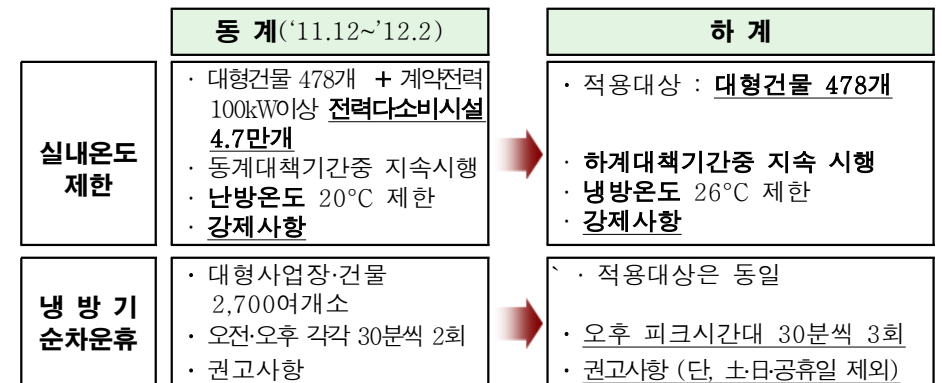 동 계(‘11.12~’12.2)
하 계
실내온도
제한
· 대형건물 478개 + 계약전력
100kW이상 전력다소비시설
4.7만개
· 동계대책기간중 지속시행
· 난방온도 20°C 제한
· 강제사항
· 적용대상 : 대형건물 478개
· 하계대책기간중 지속 시행
· 냉방온도 26°C 제한
· 강제사항
냉 방 기
순차운휴
· 대형사업장·건물
2,700여개소
· 오전·오후 각각 30분씩 2회
· 권고사항
` · 적용대상은 동일
· 오후 피크시간대 30분씩 3회
· 권고사항 (단, 土·日·공휴일 제외)